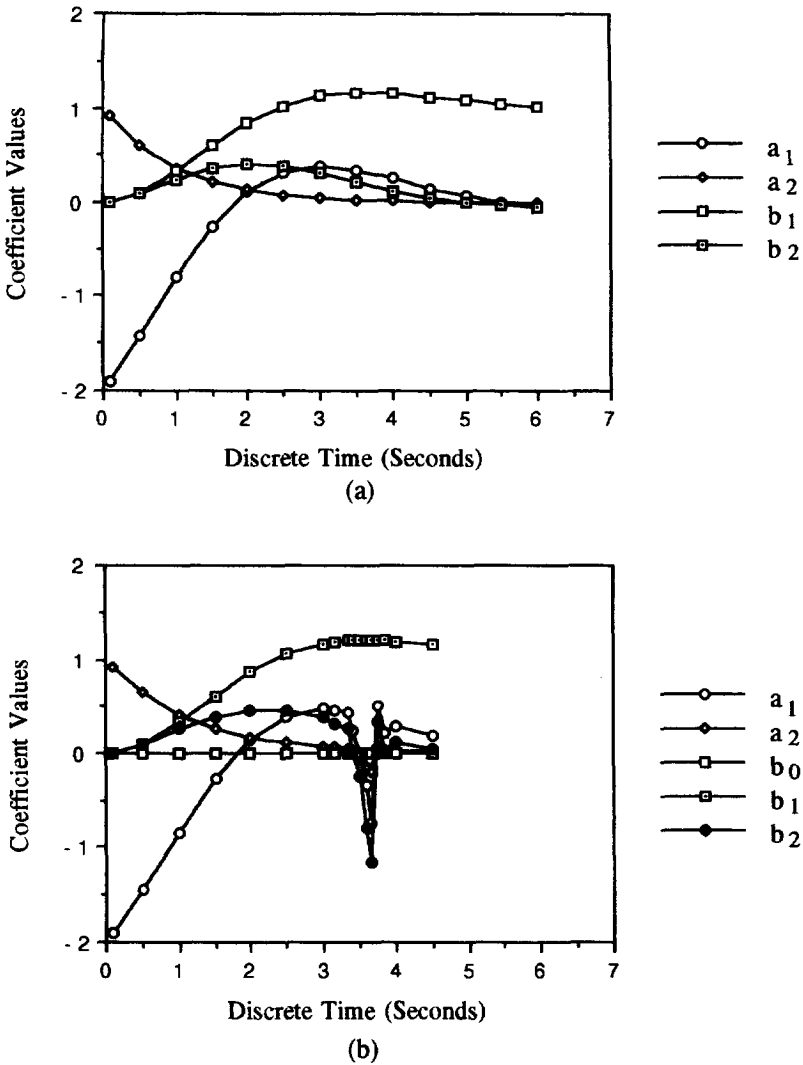 2
1
0
- 1
- 2
Coefficient Values
0 1 2 3 4 5 6 7
Discrete Time (Seconds)
(a)
a 1
a 2
b 1
b 2
2
1
0
- 1
- 2
Coefficient Values
0 1 2 3 4 5 6 7
Discrete Time (Seconds)
(b)
a 1
a 2
b 0
b 1
b 2